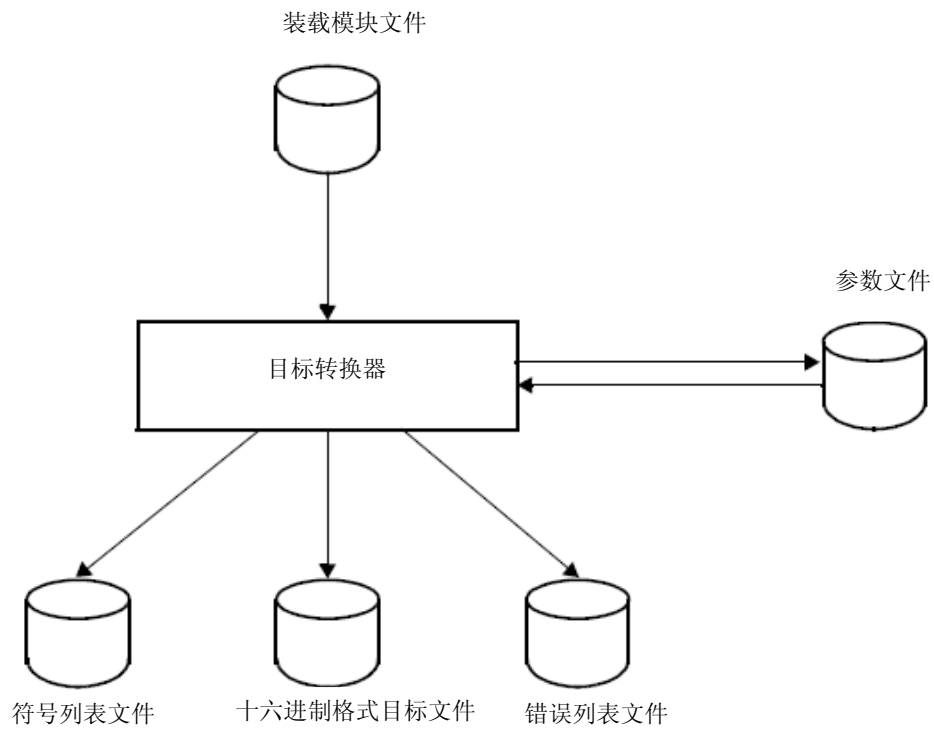 装载模块文件
参数文件
目标转换器
符号列表文件
十六进制格式目标文件
错误列表文件